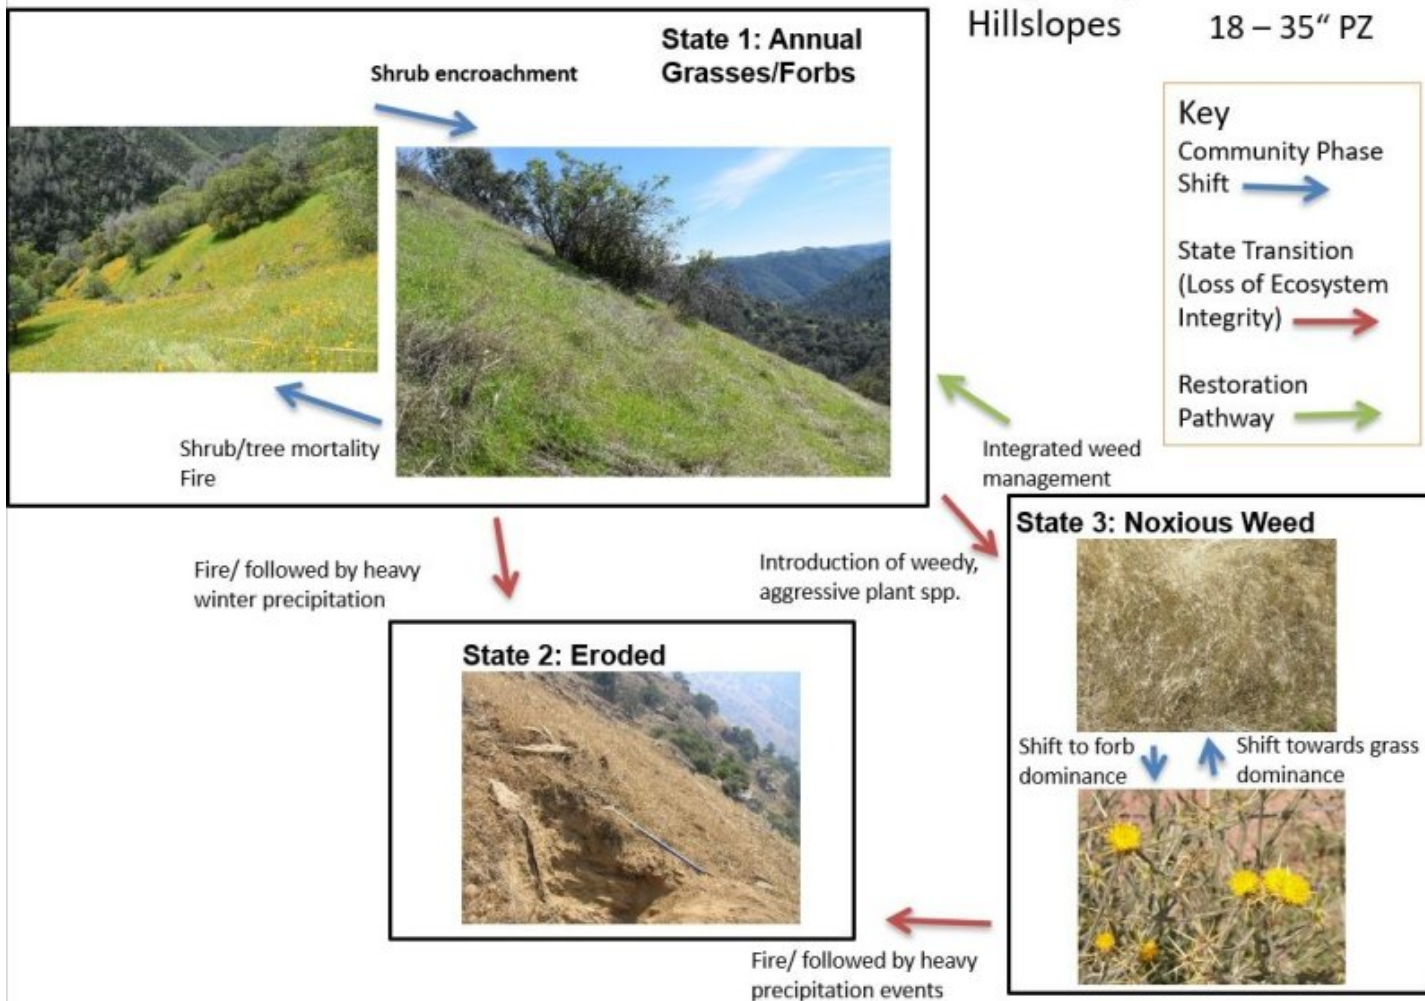 Hillslopes
18 – 35“ PZ
State 1: Annual
Grasses/Forbs
Shrub encroachment
Shrub/tree mortality
Fire
Key
Community Phase
Shift
State Transition
(Loss of Ecosystem
Integrity)
Restoration
Pathway
Integrated weed
management
Fire/ followed by heavy
winter precipitation
Introduction of weedy,
aggressive plant spp.
State 2: Eroded
State 3: Noxious Weed
Shift to forb
dominance
Shift towards grass
dominance
Fire/ followed by heavy
precipitation events